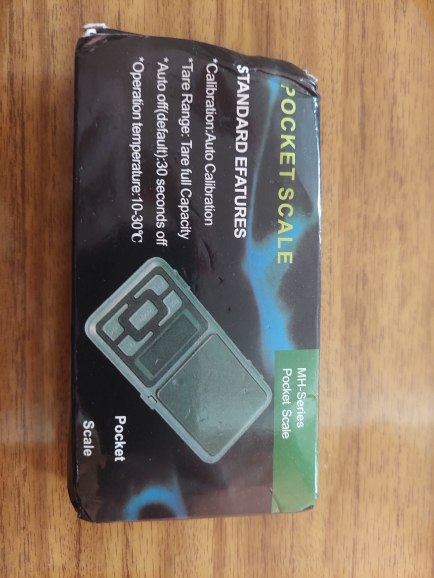 POCKET SCALE
STANDARD EFATURES
*Calibration:Auto Calibration
*Tare Range: Tare full Capacity
*Auto off(default):30 seconds off
*Operation temperature:10-30℃
MH-Series
Pocket Scale
Pocket
Scale